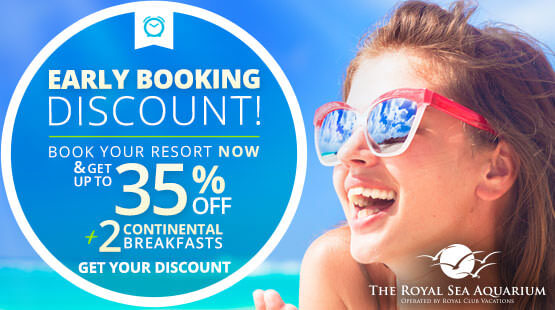 EARLY BOOKING
DISCOUNT!
BOOK YOUR RESORT NOW
& GET
UP TO
35% OFF
+2 CONTINENTAL
BREAKFASTS
GET YOUR DISCOUNT
THE ROYAL SEA AQUARIUM
OPERATED BY ROYAL CLUB VACATIONS